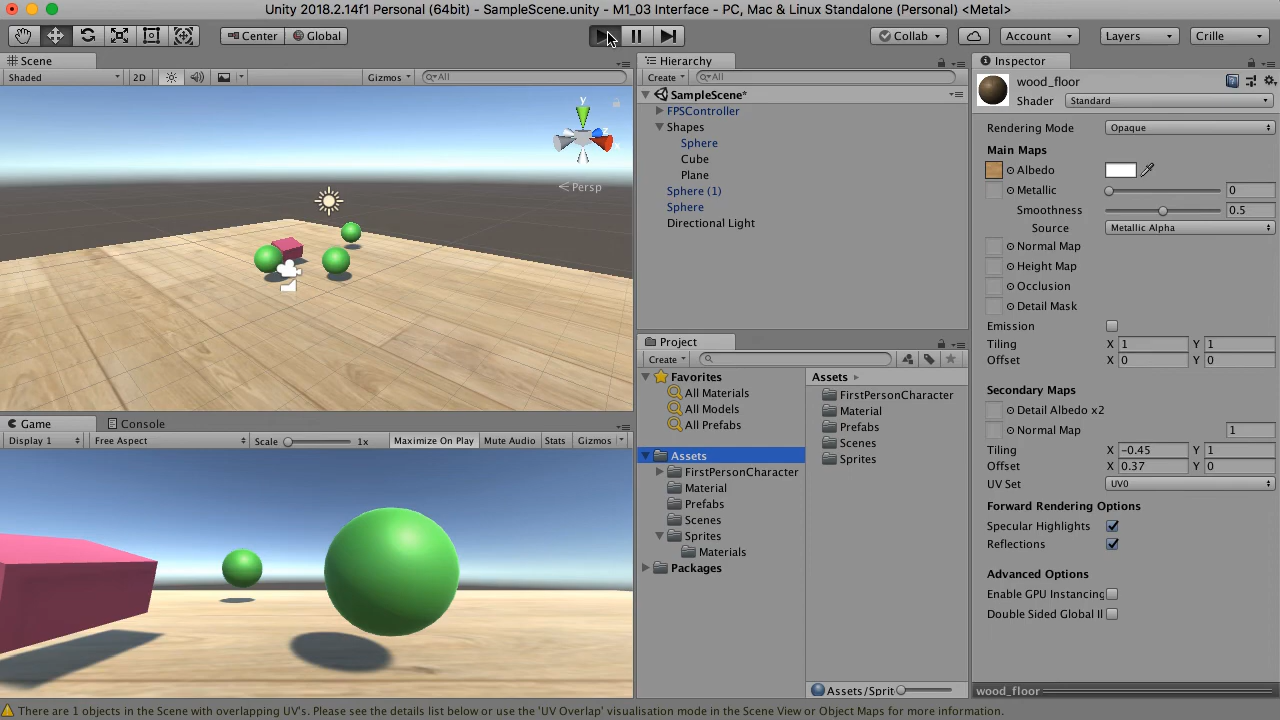 Unity 2018.2.14f1 Personal (64bit) - SampleScene.unity - M1_03 Interface - PC, Mac & Linux Standalone (Personal) <Metal>
Center Global Collab Account Layers Crille
Scene
Shaded 2D Gizmos All
y
x
Persp
Game Console
Display 1 Free Aspect Scale 1x Maximize On Play Mute Audio Stats Gizmos
Hierarchy
Create All
SampleScene*
FPSController
Shapes
Sphere
Cube
Plane
Sphere (1)
Sphere
Directional Light
Project
Create
Favorites
All Materials
All Models
All Prefabs
Assets
FirstPersonCharacter
Material
Prefabs
Scenes
Sprites
Materials
Packages
Assets
FirstPersonCharacter
Material
Prefabs
Scenes
Sprites
Assets/Sprit
Inspector
wood_floor
Shader Standard
Rendering Mode Opaque
Main Maps
Albedo
Metallic 0
Smoothness 0.5
Source Metallic Alpha
Normal Map
Height Map
Occlusion
Detail Mask
Emission
Tiling X 1 Y 1
Offset X 0 Y 0
Secondary Maps
Detail Albedo x2
Normal Map 1
Tiling X -0.45 Y 1
Offset X 0.37 Y 0
UV Set UV0
Forward Rendering Options
Specular Highlights
Reflections
Advanced Options
Enable GPU Instancing
Double Sided Global Il
wood_floor
There are 1 objects in the Scene with overlapping UV's. Please see the details list below or use the 'UV Overlap' visualisation mode in the Scene View or Object Maps for more information.